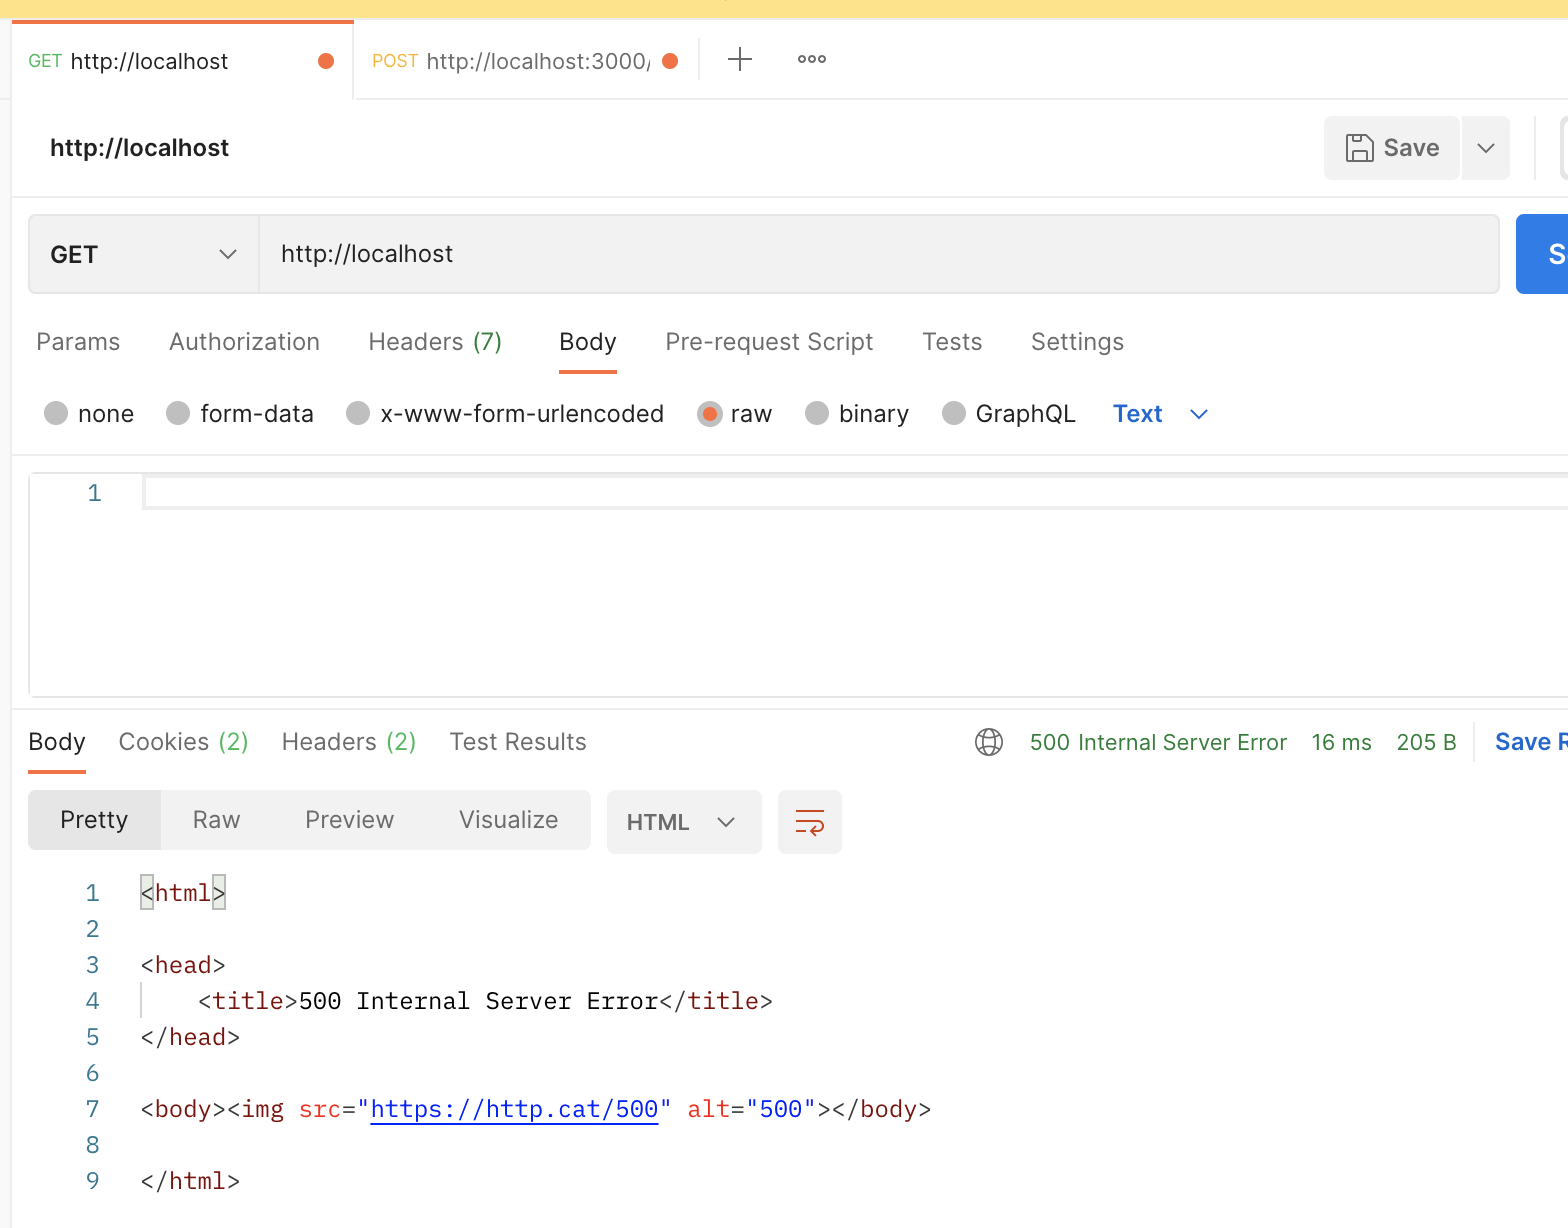 GET http://localhost POST http://localhost:3000/
http://localhost Save
GET http://localhost
Params Authorization Headers (7) Body Pre-request Script Tests Settings
none form-data x-www-form-urlencoded raw binary GraphQL Text
1
Body Cookies (2) Headers (2) Test Results 500 Internal Server Error 16 ms 205 B Save
Pretty Raw Preview Visualize HTML
1 <html>
2
3 <head>
4 <title>500 Internal Server Error</title>
5 </head>
6
7 <body><img src="https://http.cat/500" alt="500"></body>
8
9 </html>